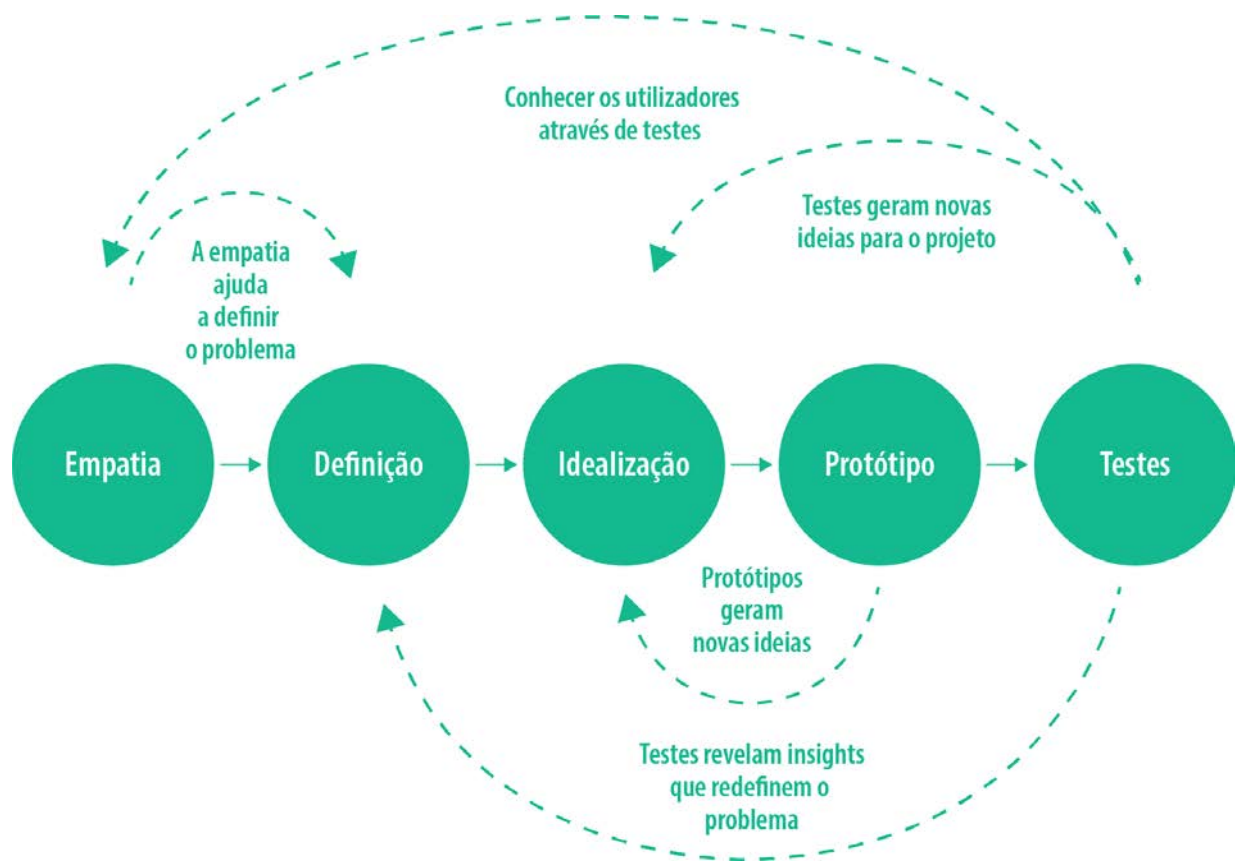 Conhecer os utilizadores
através de testes
Testes geram novas
ideias para o projeto
A empatia
ajuda
a definir
o problema
Empatia
Definição
Idealização
Protótipo
Testes
Protótipos
geram
novas ideias
Testes revelam insights
que redefinem o
problema